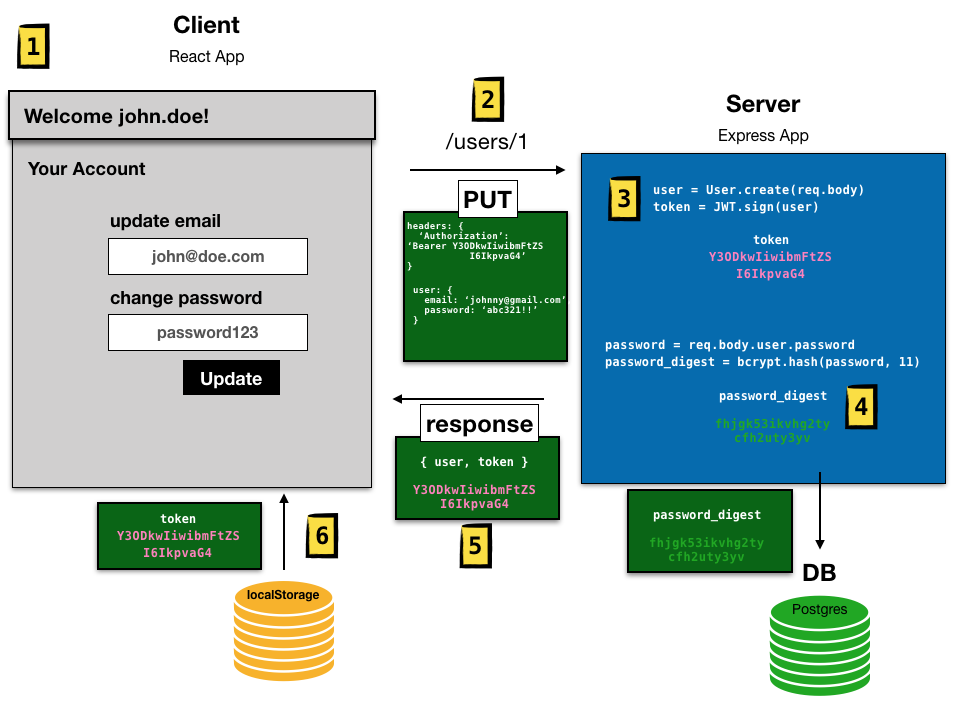 1
Client
React App
Welcome john.doe!
Your Account
update email
john@doe.com
change password
password123
Update
2
/users/1
PUT
headers: {
‘Authorization’:
‘Bearer Y3ODkwIiwibmFtZS
I6IkpvaG4’
}
user: {
email: ‘johnny@gmail.com’
password: ‘abc321!!’
}
Server
Express App
3
user = User.create(req.body)
token = JWT.sign(user)
token
Y3ODkwIiwibmFtZS
I6IkpvaG4
password = req.body.user.password
password_digest = bcrypt.hash(password, 11)
password_digest
4
fhjgk53ikvhg2ty
cfh2uty3yv
response
{ user, token }
Y3ODkwIiwibmFtZS
I6IkpvaG4
5
token
Y3ODkwIiwibmFtZS
I6IkpvaG4
6
localStorage
password_digest
fhjgk53ikvhg2ty
cfh2uty3yv
DB
Postgres